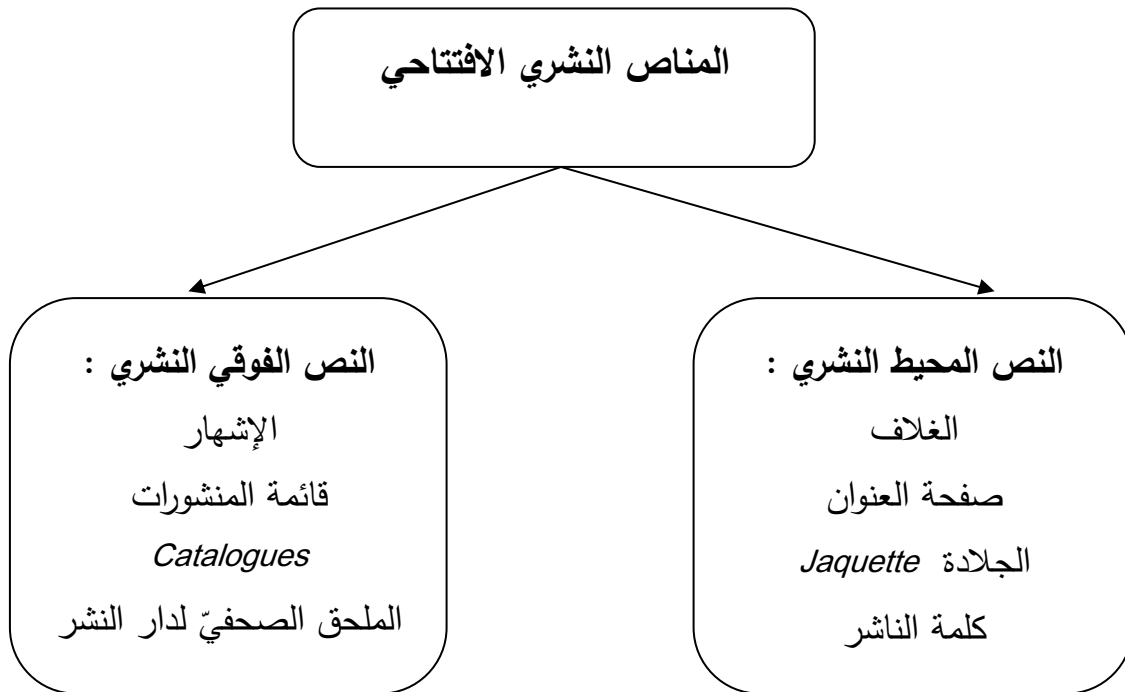 المناص النشري الافتتاحي
النص المحيط النشري :
الغلاف
صفحة العنوان
الجلادة Jaquette
كلمة الناشر
النص الفوقي النشري :
الإشهار
قائمة المنشورات
Catalogues
الملحق الصحفيّ لدار النشر